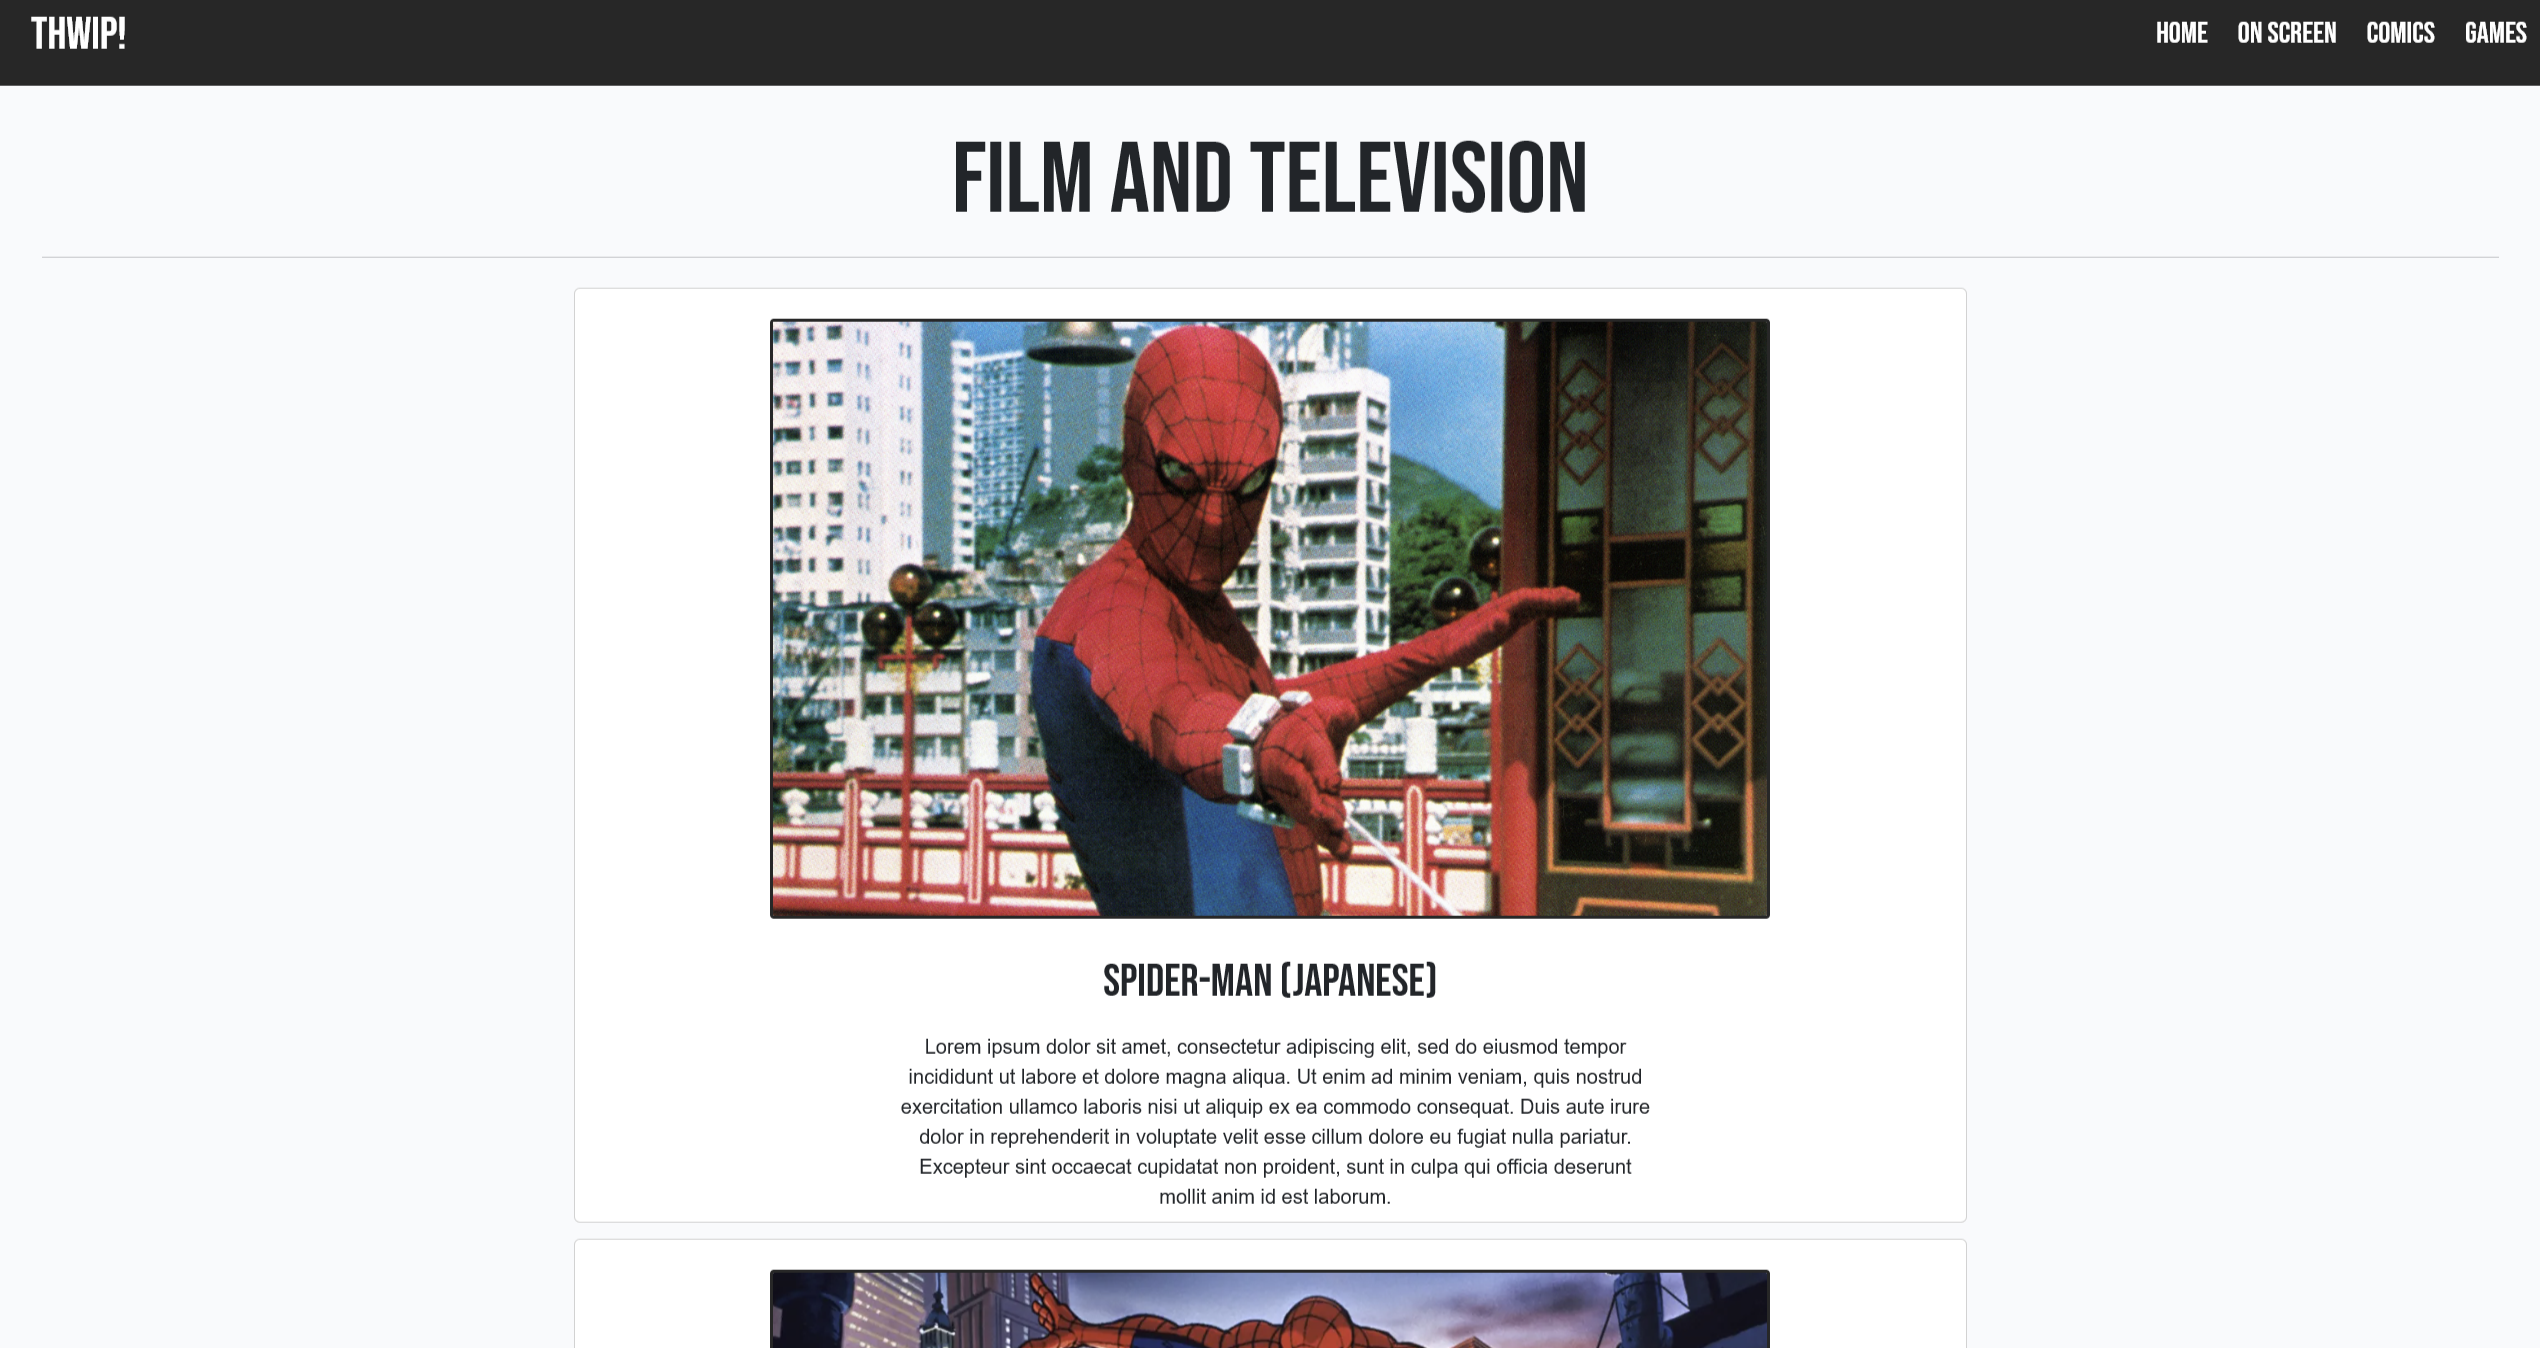 THWIP!
HOME ON SCREEN COMICS GAMES
FILM AND TELEVISION
SPIDER-MAN (JAPANESE)
Lorem ipsum dolor sit amet, consectetur adipiscing elit, sed do eiusmod tempor
incididunt ut labore et dolore magna aliqua. Ut enim ad minim veniam, quis nostrud
exercitation ullamco laboris nisi ut aliquip ex ea commodo consequat. Duis aute irure
dolor in reprehenderit in voluptate velit esse cillum dolore eu fugiat nulla pariatur.
Excepteur sint occaecat cupidatat non proident, sunt in culpa qui officia deserunt
mollit anim id est laborum.